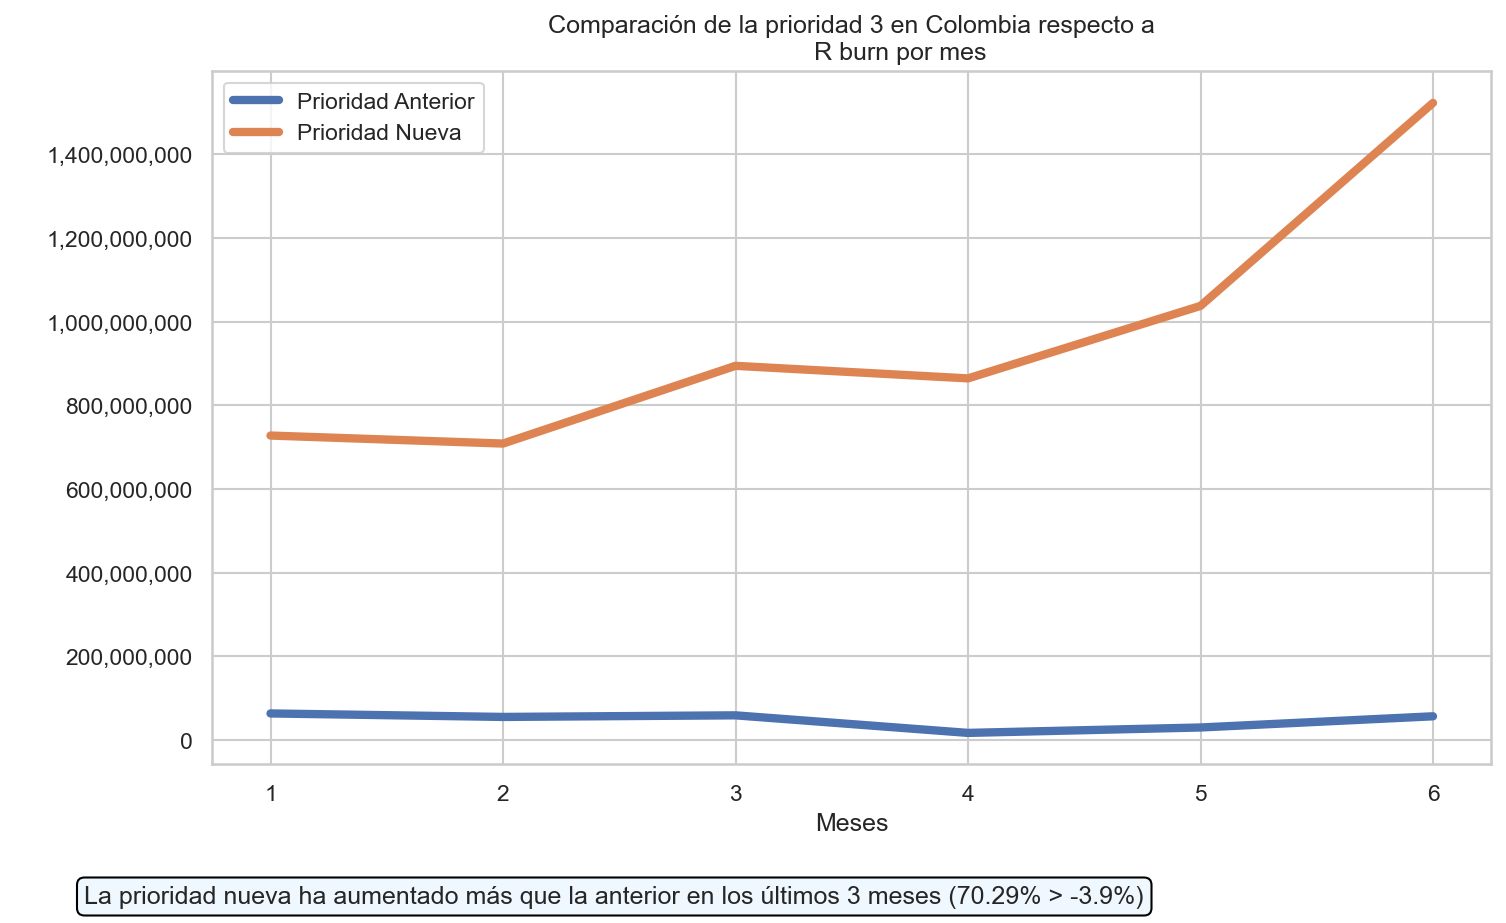 Comparación de la prioridad 3 en Colombia respecto a
R burn por mes
Prioridad Anterior
Prioridad Nueva
1,400,000,000
1,200,000,000
1,000,000,000
800,000,000
600,000,000
400,000,000
200,000,000
0
1 2 3 4 5 6
Meses
La prioridad nueva ha aumentado más que la anterior en los últimos 3 meses (70.29% > -3.9%)